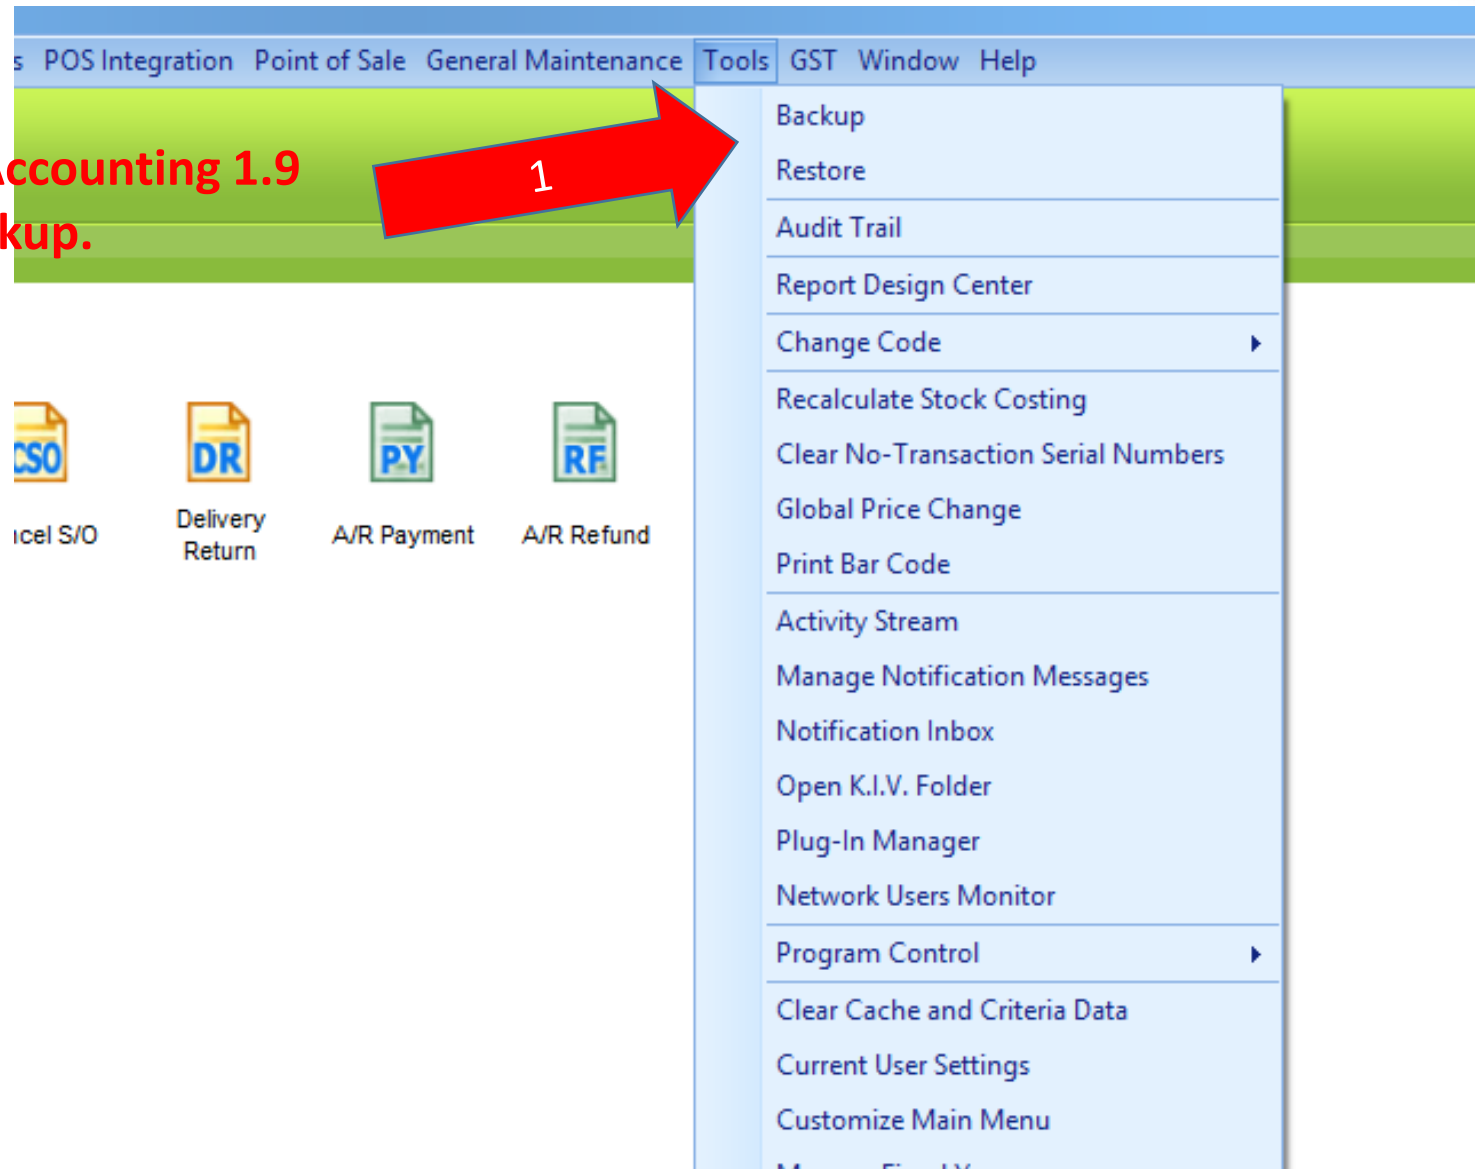 POS Integration Point of Sale General Maintenance Tools GST Window Help
Accounting 1.9
kup.
1
Backup
Restore
Audit Trail
Report Design Center
Change Code
Recalculate Stock Costing
Clear No-Transaction Serial Numbers
Global Price Change
Print Bar Code
Activity Stream
Manage Notification Messages
Notification Inbox
Open K.I.V. Folder
Plug-In Manager
Network Users Monitor
Program Control
Clear Cache and Criteria Data
Current User Settings
Customize Main Menu
CSO
DR
PY
RF
ncel S/O
Delivery
Return
A/R Payment
A/R Refund